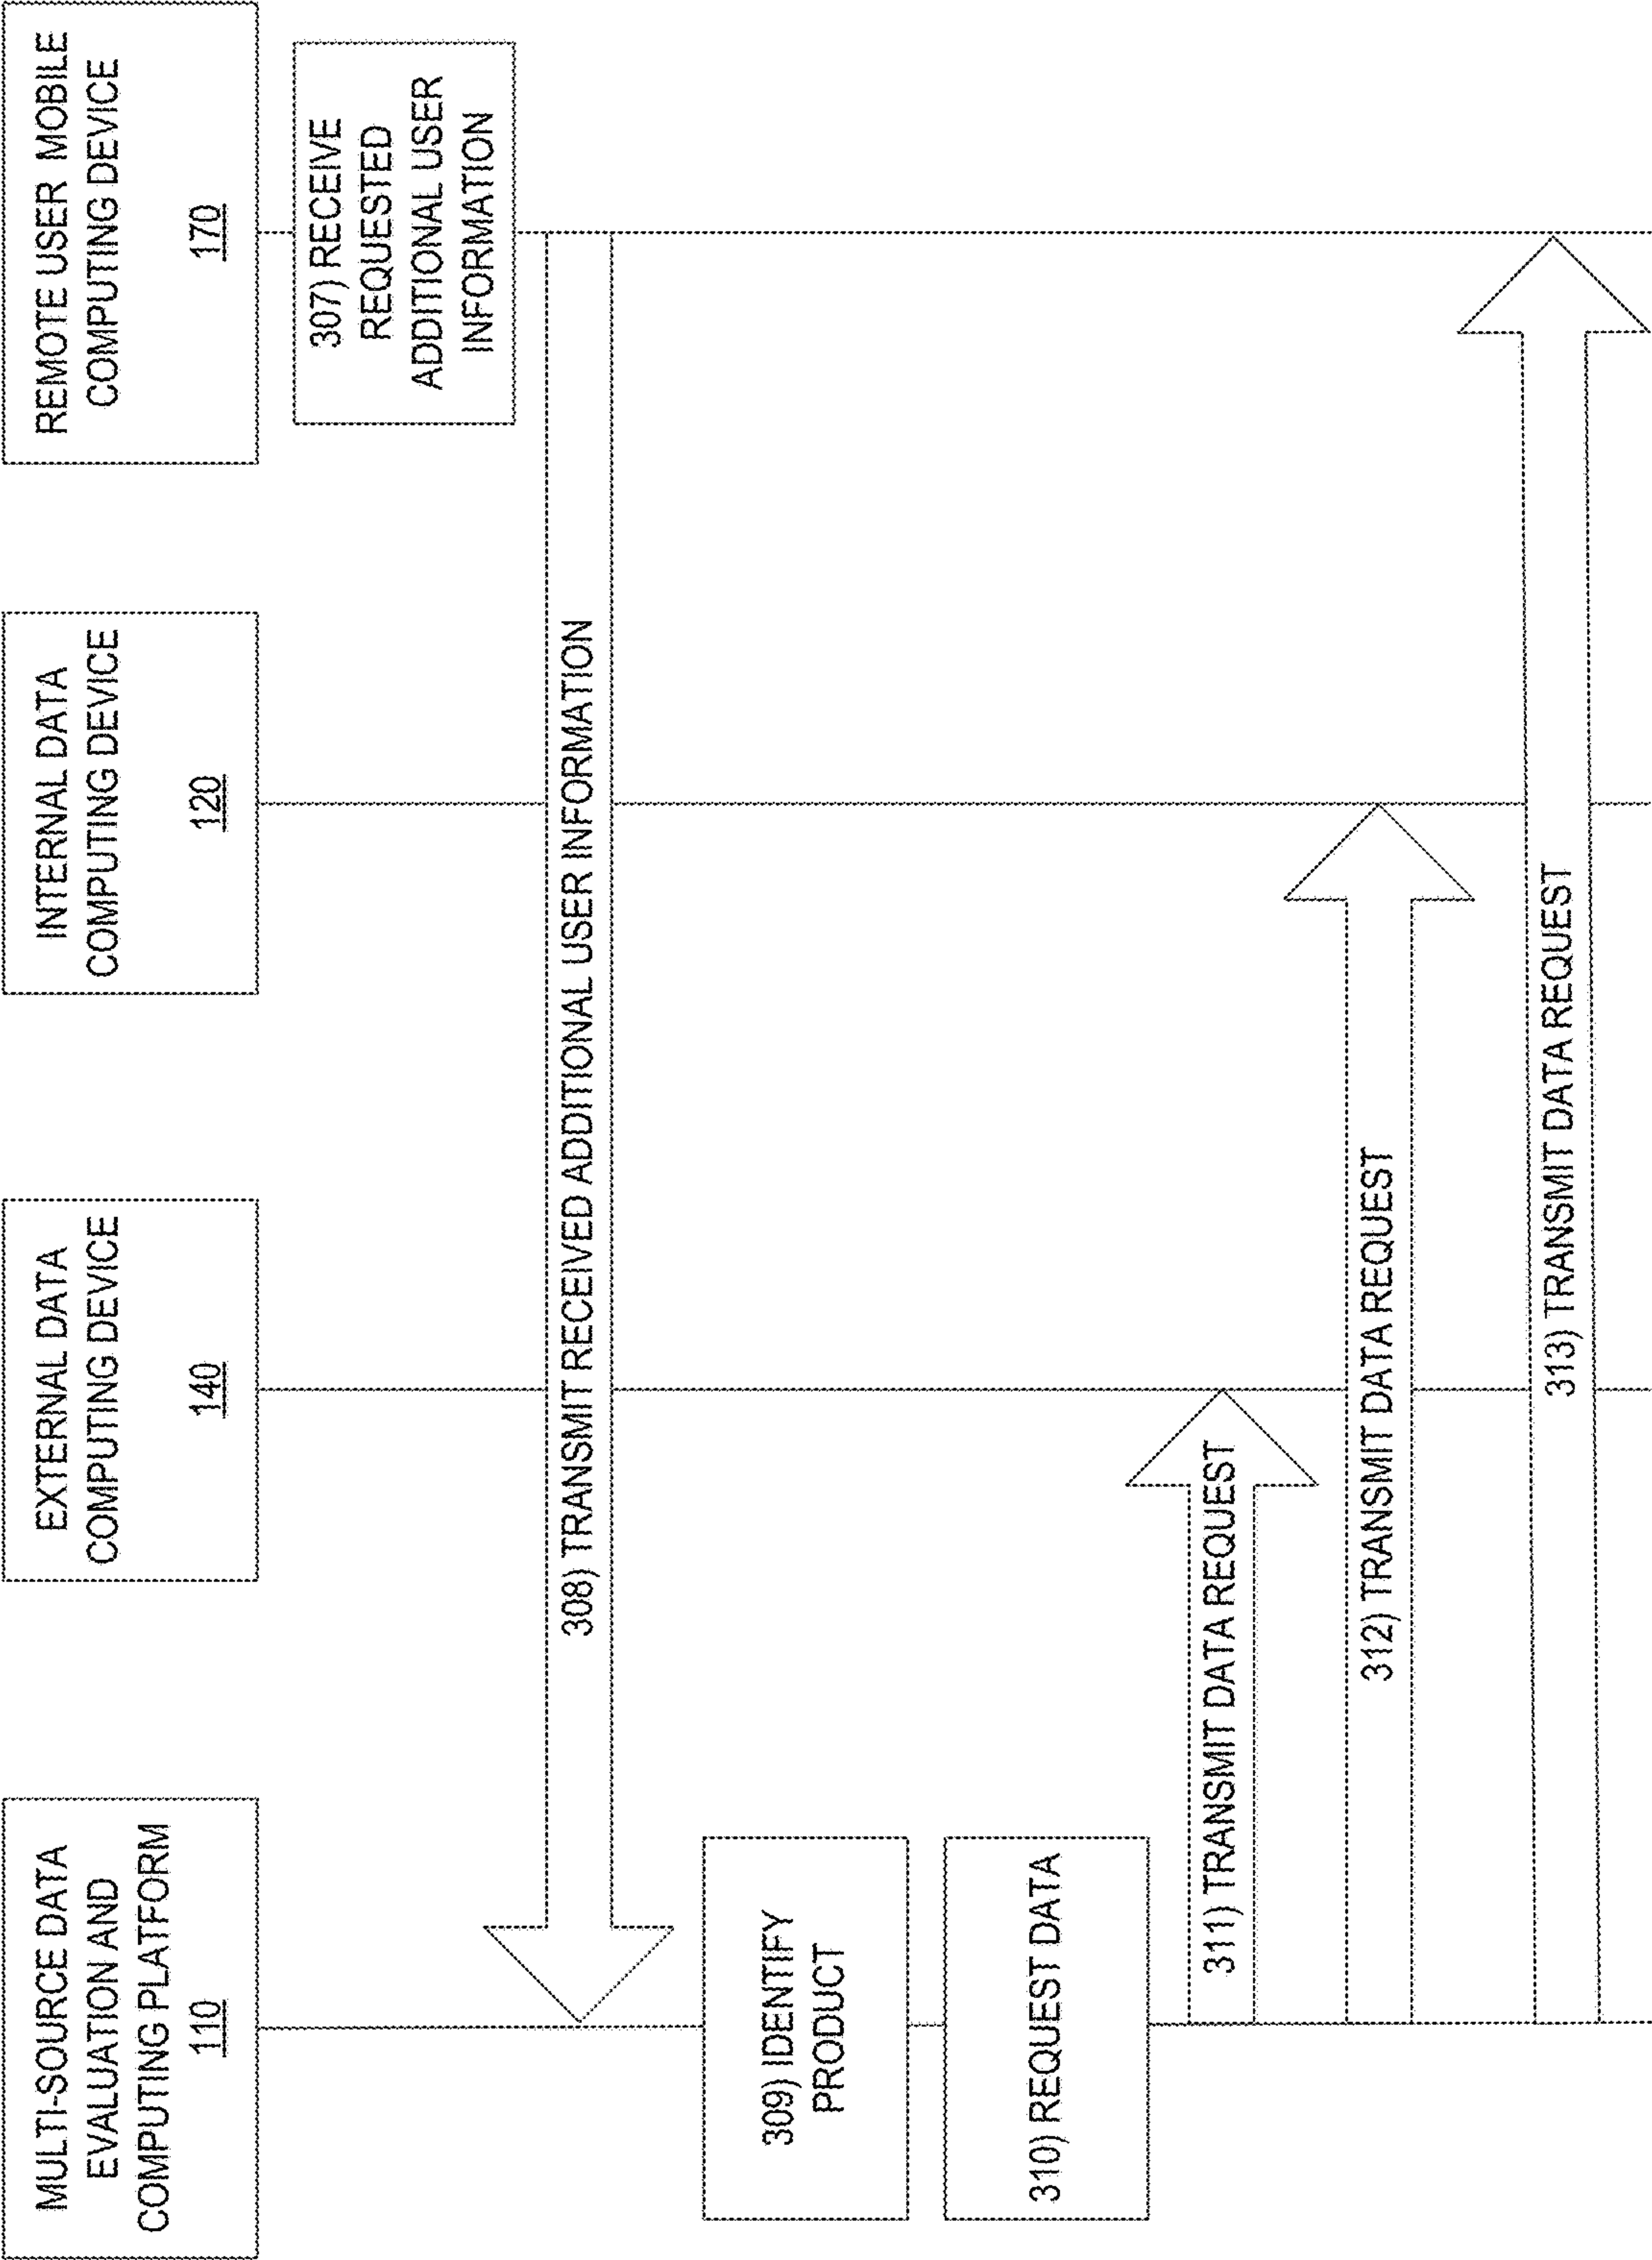 MULTI-SOURCE DATA
EVALUATION AND
COMPUTING PLATFORM
110
EXTERNAL DATA
COMPUTING DEVICE
140
INTERNAL DATA
COMPUTING DEVICE
120
REMOTE USER MOBILE
COMPUTING DEVICE
170
307) RECEIVE
REQUESTED
ADDITIONAL USER
INFORMATION
308) TRANSMIT RECEIVED ADDITIONAL USER INFORMATION
309) IDENTIFY
PRODUCT
310) REQUEST DATA
311) TRANSMIT DATA REQUEST
312) TRANSMIT DATA REQUEST
313) TRANSMIT DATA REQUEST